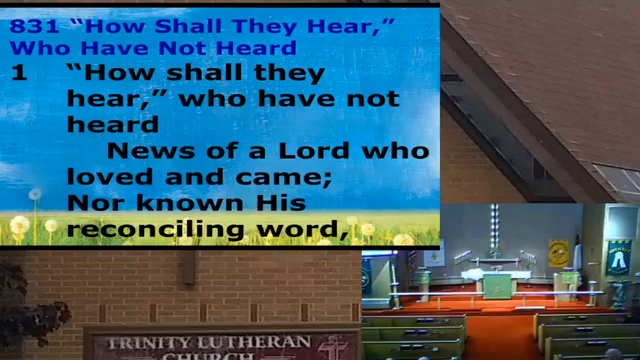 831 “How Shall They Hear,”
Who Have Not Heard
1 “How shall they
hear,” who have not
heard
News of a Lord who
loved and came;
Nor known His
reconciling word,
TRINITY LUTHERAN
CHURCH